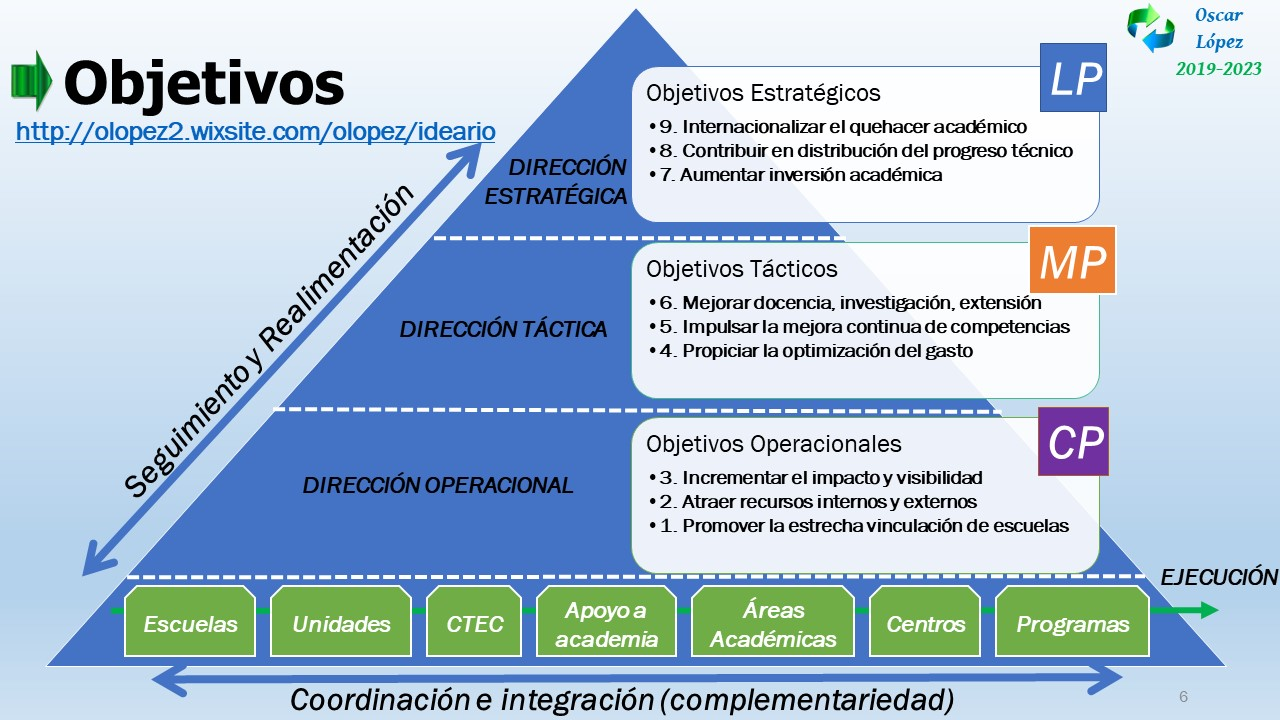 Oscar
López
2019-2023
Objetivos
http://olopez2.wixsite.com/olopez/ideario
LP
Objetivos Estratégicos
• 9. Internacionalizar el quehacer académico
• 8. Contribuir en distribución del progreso técnico
• 7. Aumentar inversión académica
DIRECCIÓN
ESTRATÉGICA
Seguimiento y Realimentación
MP
Objetivos Tácticos
• 6. Mejorar docencia, investigación, extensión
• 5. Impulsar la mejora continua de competencias
• 4. Propiciar la optimización del gasto
DIRECCIÓN TÁCTICA
CP
Objetivos Operacionales
• 3. Incrementar el impacto y visibilidad
• 2. Atraer recursos internos y externos
• 1. Promover la estrecha vinculación de escuelas
DIRECCIÓN OPERACIONAL
EJECUCIÓN
Escuelas
Unidades
CTEC
Apoyo a
academia
Áreas
Académicas
Centros
Programas
Coordinación e integración (complementariedad)
6